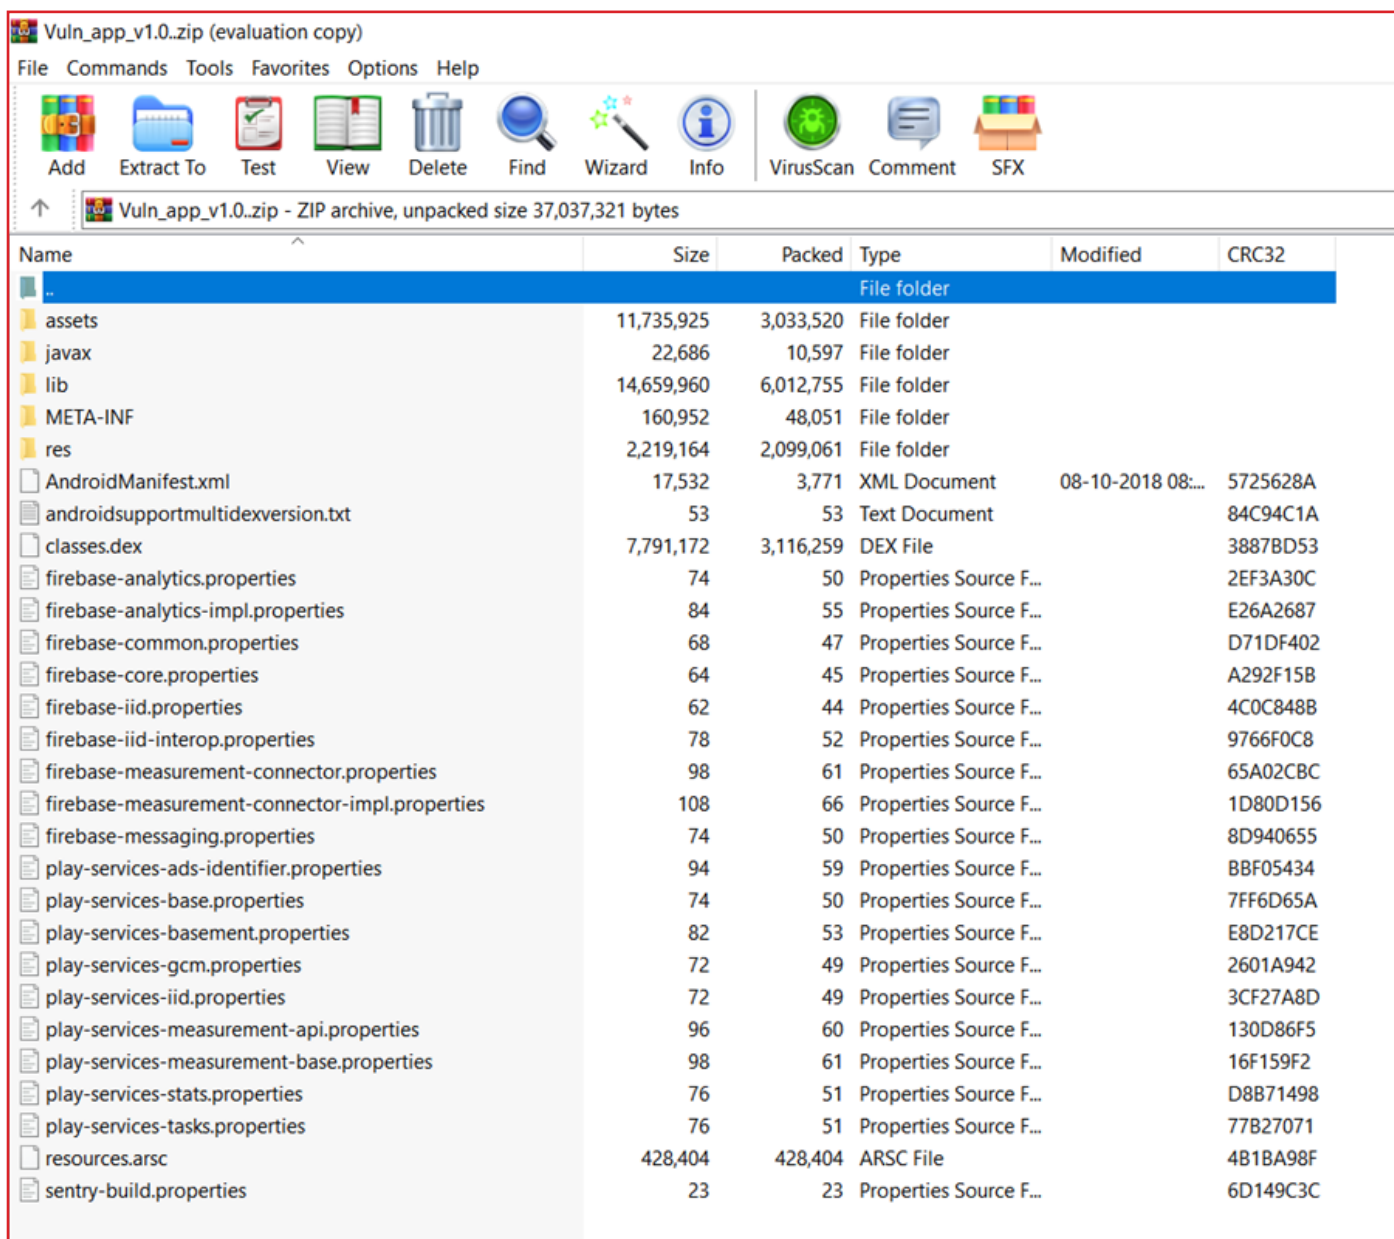 Vuln_app_v1.0..zip (evaluation copy)
File Commands Tools Favorites Options Help
Add Extract To Test View Delete Find Wizard Info VirusScan Comment SFX
Vuln_app_v1.0..zip - ZIP archive, unpacked size 37,037,321 bytes
Name Size Packed Type Modified CRC32
.. File folder
assets 11,735,925 3,033,520 File folder
javax 22,686 10,597 File folder
lib 14,659,960 6,012,755 File folder
META-INF 160,952 48,051 File folder
res 2,219,164 2,099,061 File folder
AndroidManifest.xml 17,532 3,771 XML Document 08-10-2018 08:... 5725628A
androidsupportmultidexversion.txt 53 53 Text Document 84C94C1A
classes.dex 7,791,172 3,116,259 DEX File 3887BD53
firebase-analytics.properties 74 50 Properties Source F... 2EF3A30C
firebase-analytics-impl.properties 84 55 Properties Source F... E26A2687
firebase-common.properties 68 47 Properties Source F... D71DF402
firebase-core.properties 64 45 Properties Source F... A292F15B
firebase-iid.properties 62 44 Properties Source F... 4C0C848B
firebase-iid-interop.properties 78 52 Properties Source F... 9766F0C8
firebase-measurement-connector.properties 98 61 Properties Source F... 65A02CBC
firebase-measurement-connector-impl.properties 108 66 Properties Source F... 1D80D156
firebase-messaging.properties 74 50 Properties Source F... 8D940655
play-services-ads-identifier.properties 94 59 Properties Source F... BBF05434
play-services-base.properties 74 50 Properties Source F... 7FF6D65A
play-services-basement.properties 82 53 Properties Source F... E8D217CE
play-services-gcm.properties 72 49 Properties Source F... 2601A942
play-services-iid.properties 72 49 Properties Source F... 3CF27A8D
play-services-measurement-api.properties 96 60 Properties Source F... 130D86F5
play-services-measurement-base.properties 98 61 Properties Source F... 16F159F2
play-services-stats.properties 76 51 Properties Source F... D8B71498
play-services-tasks.properties 76 51 Properties Source F... 77B27071
resources.arsc 428,404 428,404 ARSC File 4B1BA98F
sentry-build.properties 23 23 Properties Source F... 6D149C3C